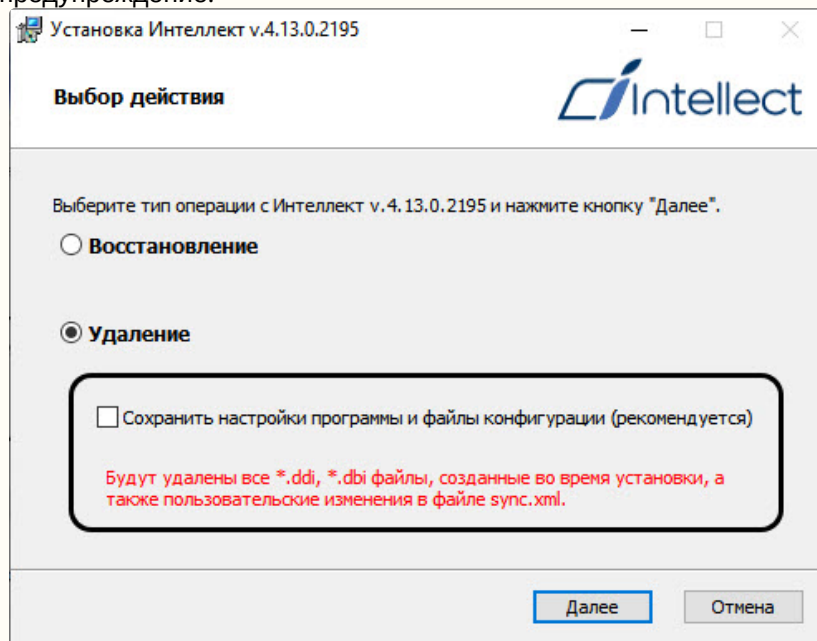 предупреждение.
Установка Интеллект v.4.13.0.2195
Выбор действия
Intellect
Выберите тип операции с Интеллект v.4.13.0.2195 и нажмите кнопку "Далее".
Восстановление
Удаление
Сохранить настройки программы и файлы конфигурации (рекомендуется)
Будут удалены все *.ddi, *.dbi файлы, созданные во время установки, а
также пользовательские изменения в файле sync.xml.
Далее
Отмена